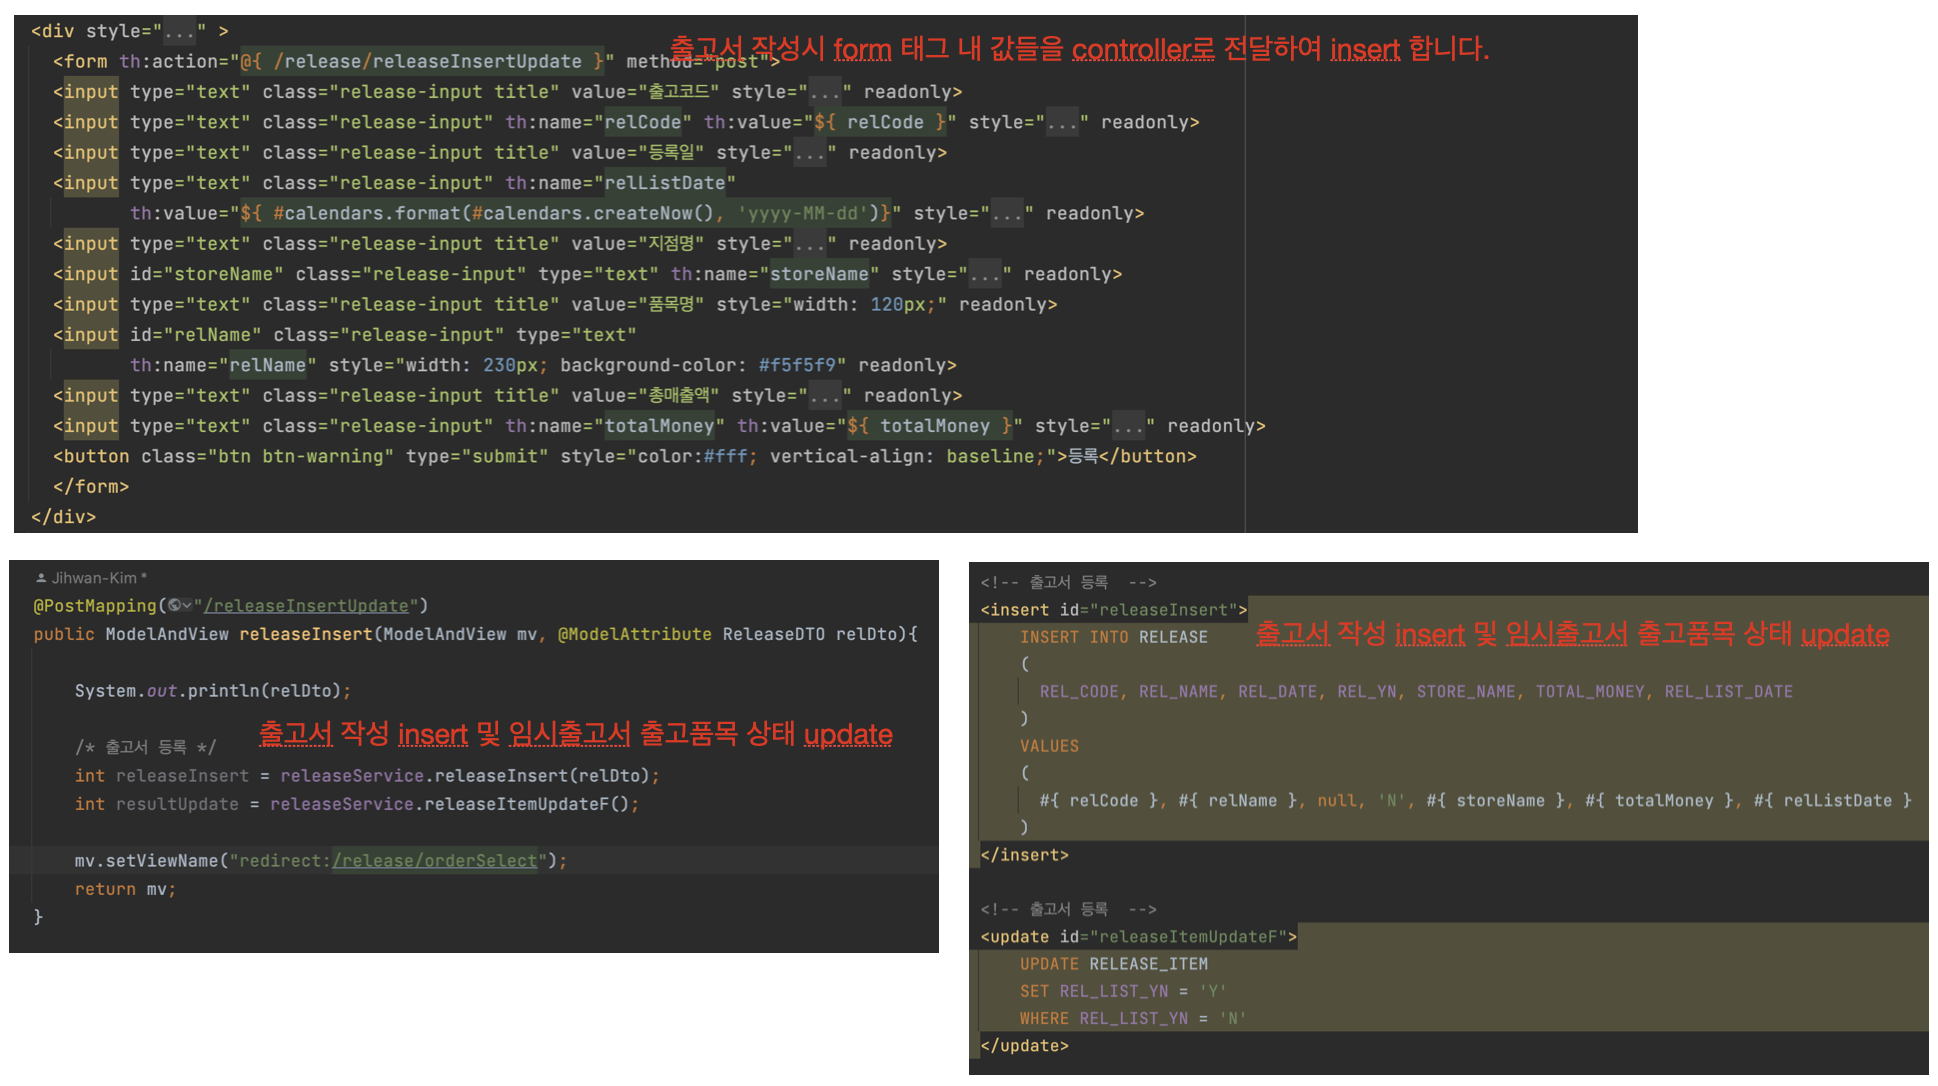 <div style="..." >
출고서 작성시 form 태그 내 값들을 controller로 전달하여 insert 합니다.
<form th:action="@{ /release/releaseInsertUpdate }" method="post">
<input type="text" class="release-input title" value="출고코드" style="..." readonly>
<input type="text" class="release-input" th:name="relCode" th:value="${ relCode }" style="..." readonly>
<input type="text" class="release-input title" value="등록일" style="..." readonly>
<input type="text" class="release-input" th:name="relListDate"
th:value="${ #calendars.format(#calendars.createNow(), 'yyyy-MM-dd')}" style="..." readonly>
<input type="text" class="release-input title" value="지점명" style="..." readonly>
<input id="storeName" class="release-input" type="text" th:name="storeName" style="..." readonly>
<input type="text" class="release-input title" value="품목명" style="width: 120px;" readonly>
<input id="relName" class="release-input" type="text"
th:name="relName" style="width: 230px; background-color: #f5f5f9" readonly>
<input type="text" class="release-input title" value="총매출액" style="..." readonly>
<input type="text" class="release-input" th:name="totalMoney" th:value="${ totalMoney }" style="..." readonly>
<button class="btn btn-warning" type="submit" style="color:#fff; vertical-align: baseline;">등록</button>
</form>
</div>
Jihwan-Kim *
@PostMapping("/releaseInsertUpdate")
public ModelAndView releaseInsert(ModelAndView mv, @ModelAttribute ReleaseDTO relDto){
System.out.println(relDto);
출고서 작성 insert 및 임시출고서 출고품목 상태 update
/* 출고서 등록 */
int releaseInsert = releaseService.releaseInsert(relDto);
int resultUpdate = releaseService.releaseItemUpdateF();
mv.setViewName("redirect:/release/orderSelect");
return mv;
}
<!-- 출고서 등록 -->
<insert id="releaseInsert">
출고서 작성 insert 및 임시출고서 출고품목 상태 update
INSERT INTO RELEASE
(
REL_CODE, REL_NAME, REL_DATE, REL_YN, STORE_NAME, TOTAL_MONEY, REL_LIST_DATE
)
VALUES
(
#{ relCode }, #{ relName }, null, 'N', #{ storeName }, #{ totalMoney }, #{ relListDate }
)
</insert>
<!-- 출고서 등록 -->
<update id="releaseItemUpdateF">
UPDATE RELEASE_ITEM
SET REL_LIST_YN = 'Y'
WHERE REL_LIST_YN = 'N'
</update>